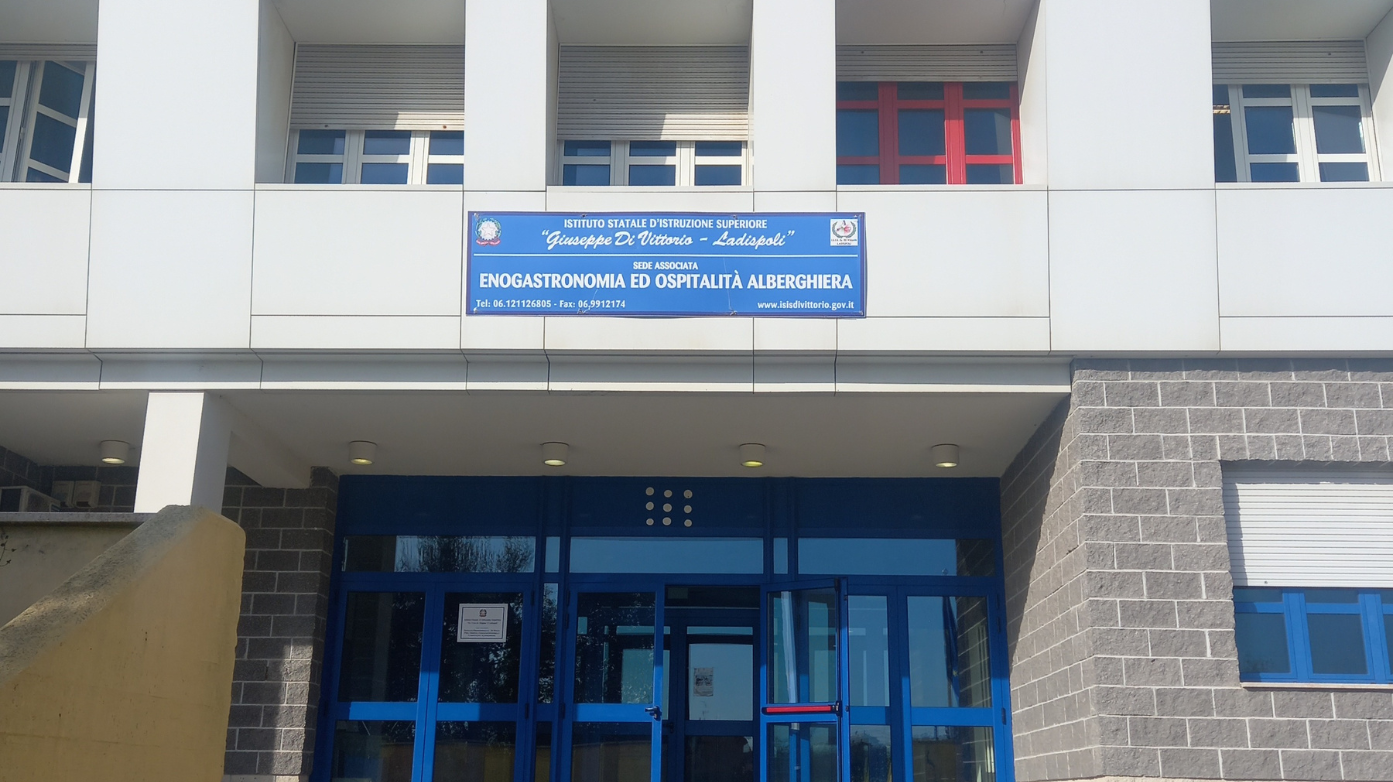 ISTITUTO STATALE D'ISTRUZIONE SUPERIORE
"Giuseppe Di Vittorio - Ladispoli"
SEDE ASSOCIATA
ENOGASTRONOMIA ED OSPITALITÀ ALBERGHIERA
Tel: 06.121126805 - Fax: 06.9912174
www.isisdivittorio.gov.it